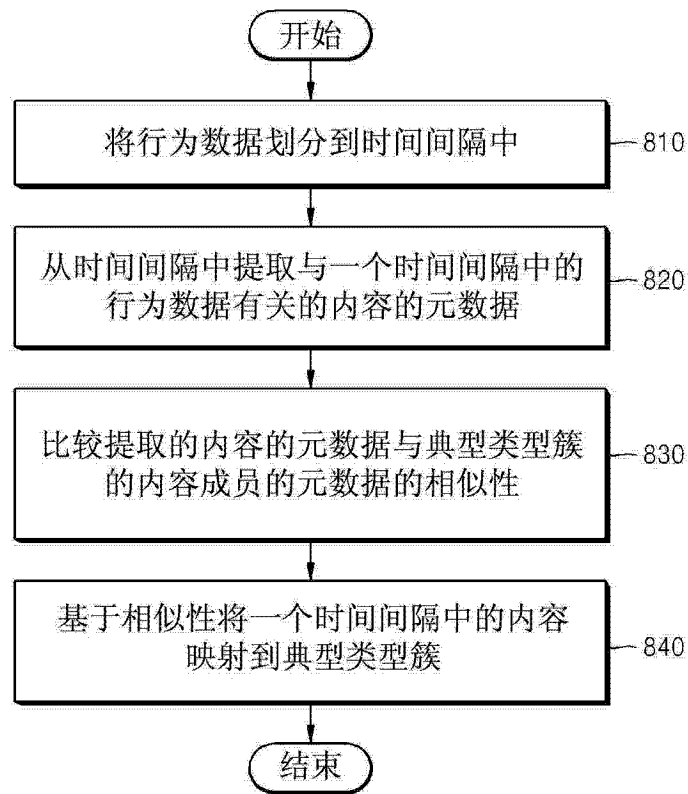 开始
将行为数据划分到时间间隔中
810
从时间间隔中提取与一个时间间隔中的
行为数据有关的内容的元数据
820
比较提取的内容的元数据与典型类型簇
的内容成员的元数据的相似性
830
基于相似性将一个时间间隔中的内容
映射到典型类型簇
840
结束